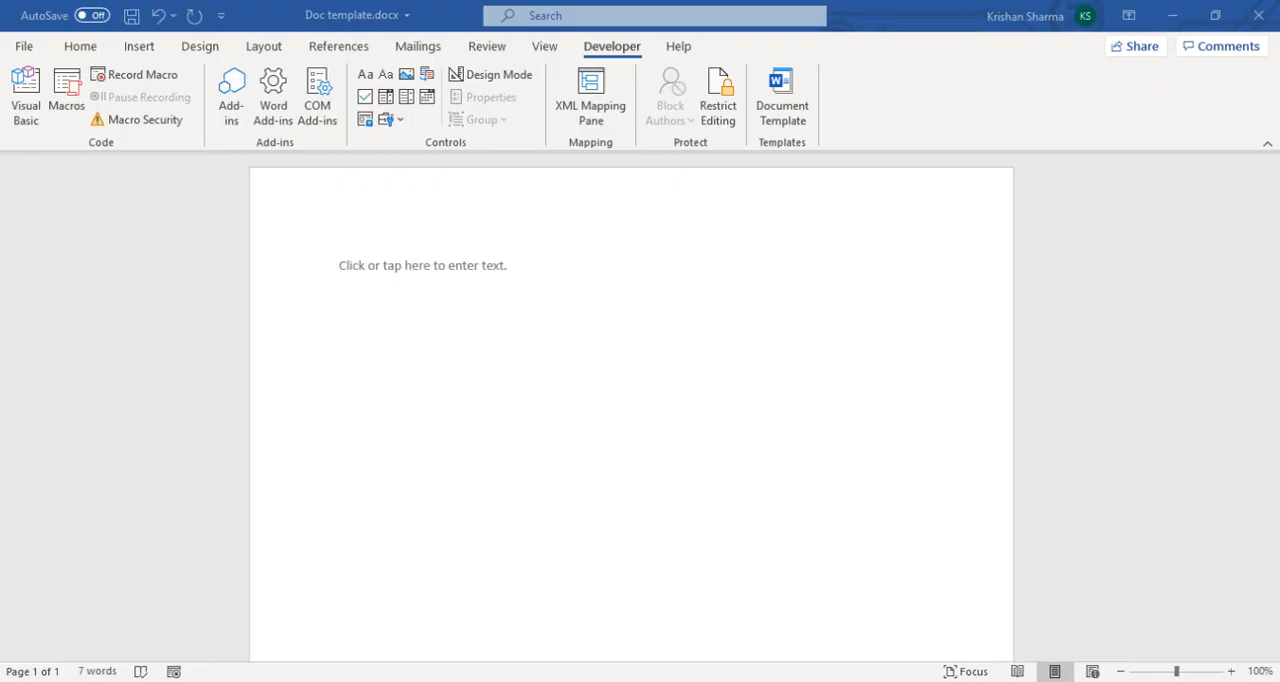 AutoSave Off Doc template.docx Search Krishan Sharma KS
File Home Insert Design Layout References Mailings Review View Developer Help Share Comments
Visual Basic
Macros
Record Macro
Pause Recording
Macro Security
Code
Add-ins
Word Add-ins
COM Add-ins
Add-ins
Aa Aa
Design Mode
Properties
Group
Controls
XML Mapping Pane
Mapping
Block Authors
Restrict Editing
Protect
Document Template
Templates
Click or tap here to enter text.
Page 1 of 1 7 words Focus 100%